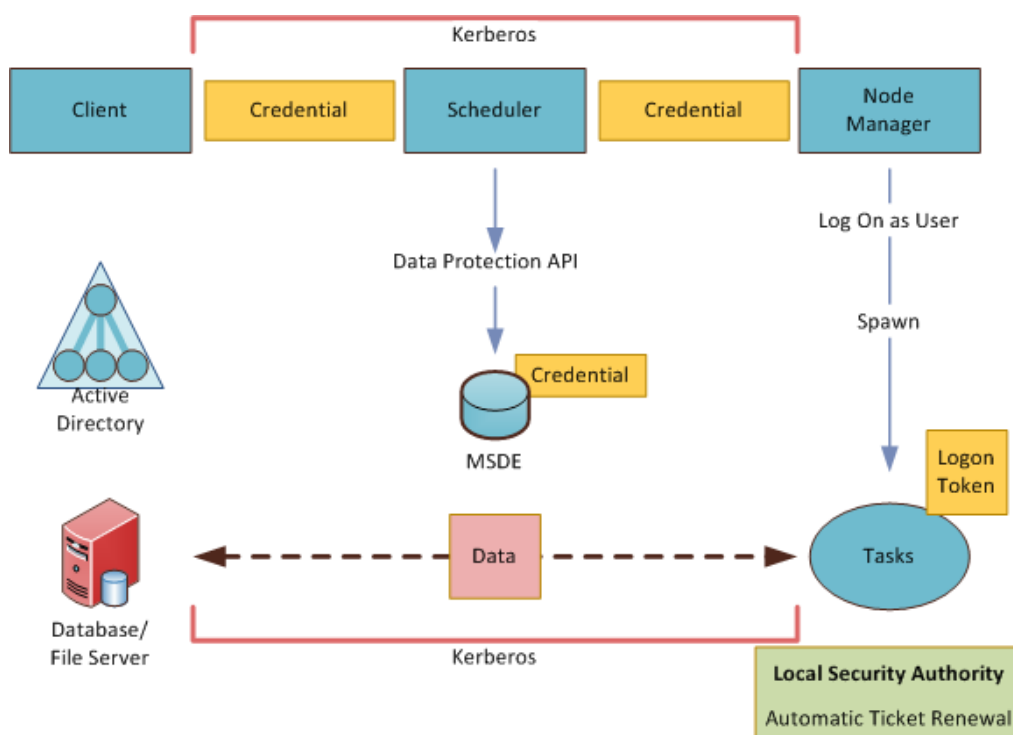 Kerberos
Client
Credential
Scheduler
Credential
Node
Manager
Log On as User
Data Protection API
Spawn
Credential
Active
Directory
MSDE
Logon
Token
Data
Tasks
Database/
File Server
Kerberos
Local Security Authority
Automatic Ticket Renewal